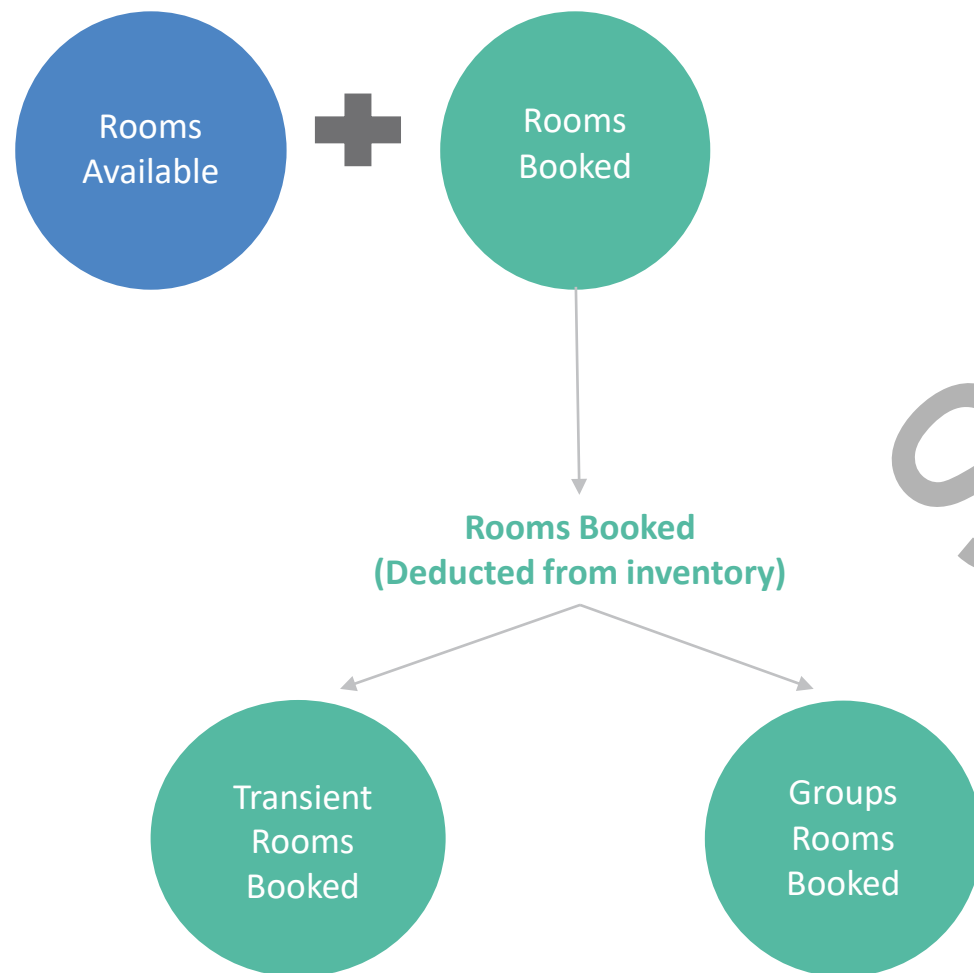 Rooms
Available
Rooms
Booked
Rooms Booked
(Deducted from inventory)
Transient
Rooms
Booked
Groups
Rooms
Booked